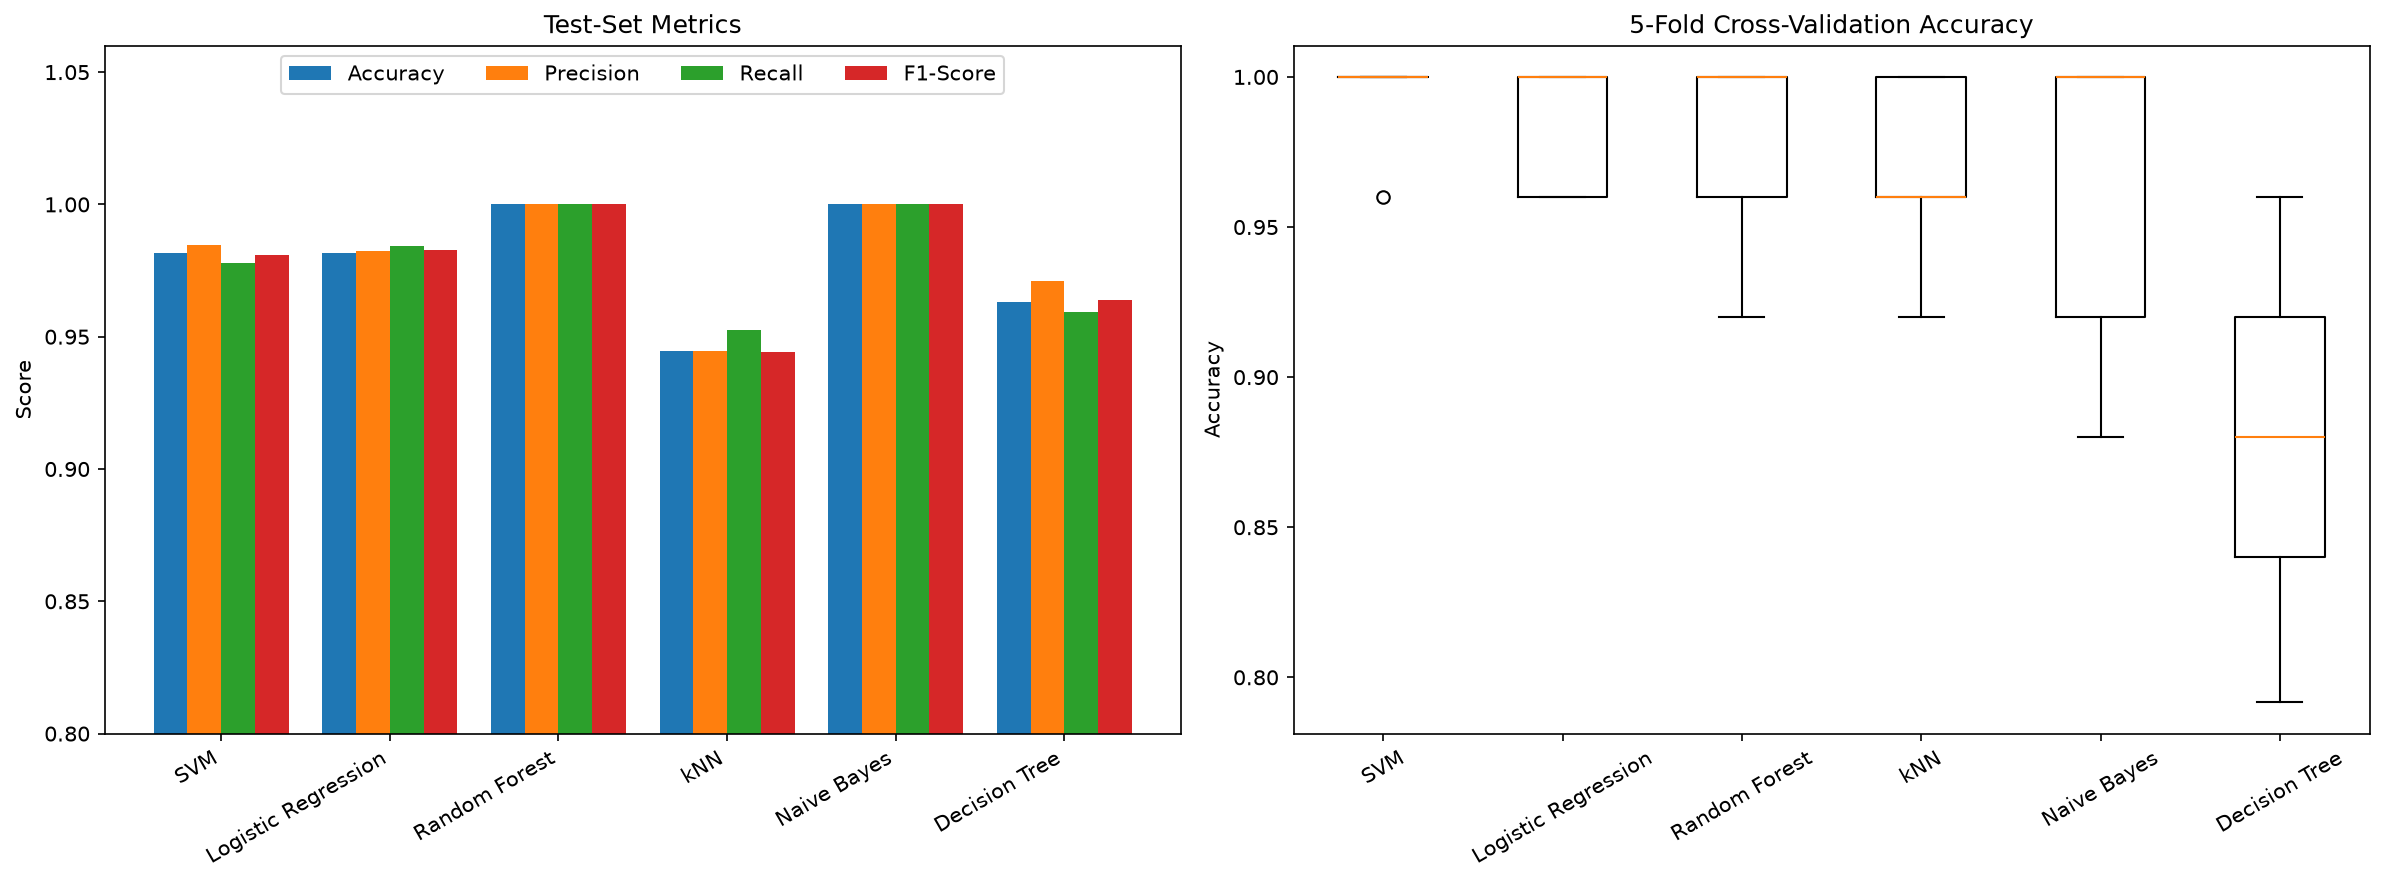 Test-Set Metrics
Accuracy Precision Recall F1-Score
1.05
1.00
0.95
0.90
0.85
0.80
Score
SVM
Logistic Regression
Random Forest
kNN
Naive Bayes
Decision Tree
5-Fold Cross-Validation Accuracy
1.00
0.95
0.90
0.85
0.80
Accuracy
SVM
Logistic Regression
Random Forest
kNN
Naive Bayes
Decision Tree